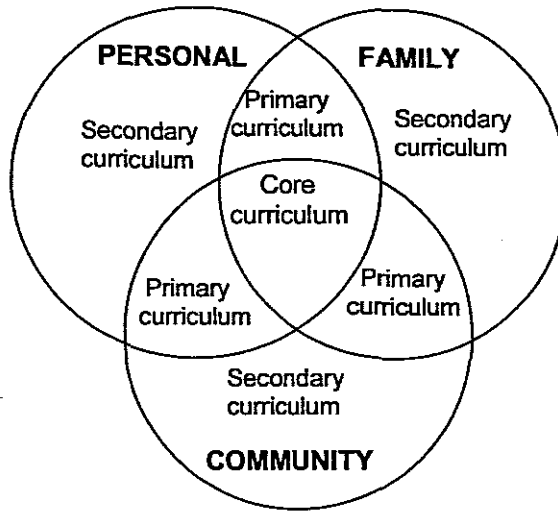 PERSONAL
FAMILY
Primary
curriculum
Secondary
curriculum
Secondary
curriculum
Core
curriculum
Primary
curriculum
Primary
curriculum
Secondary
curriculum
COMMUNITY